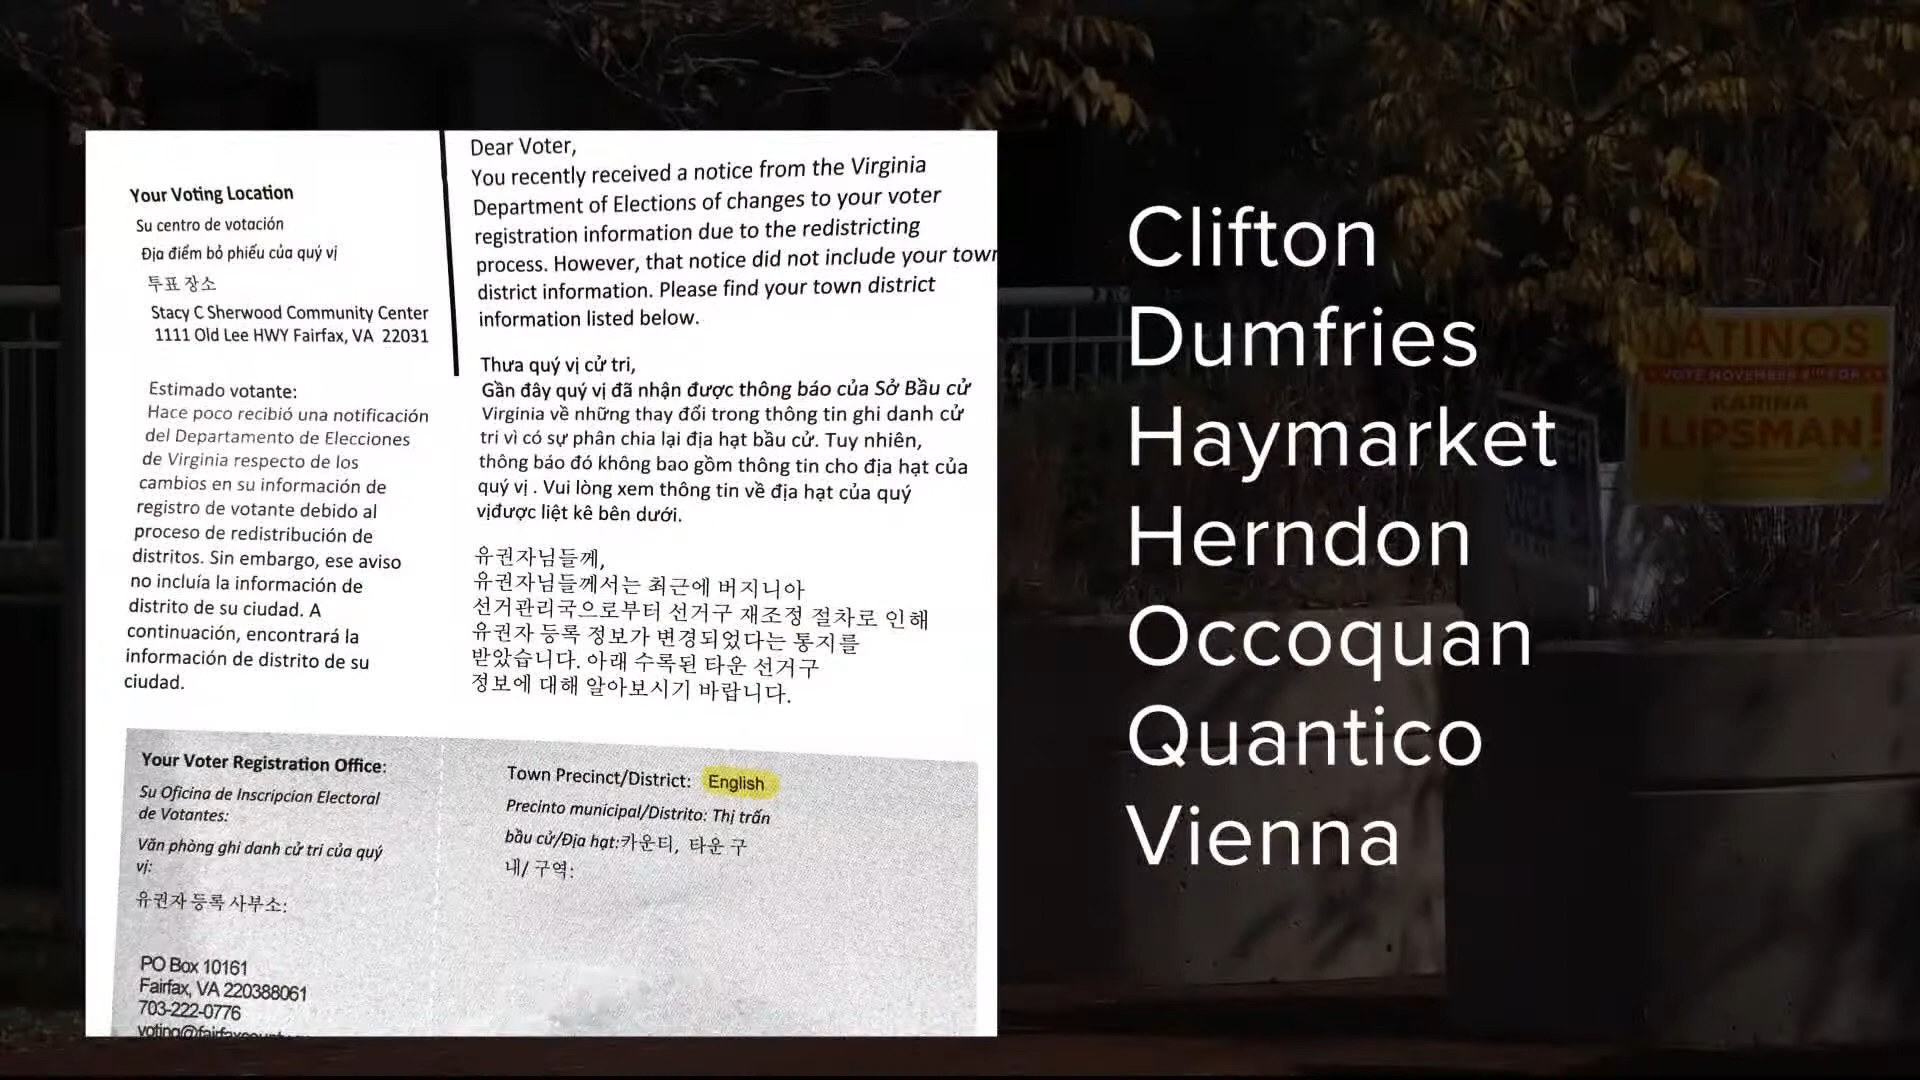 Your Voting Location
Su centro de votación
Địa điểm bỏ phiếu của quý vị
투표 장소
Stacy C Sherwood Community Center
1111 Old Lee HWY Fairfax, VA 22031
Estimado votante:
Hace poco recibió una notificación
del Departamento de Elecciones
de Virginia respecto de los
cambios en su información de
registro de votante debido al
proceso de redistribución de
distritos. Sin embargo, ese aviso
no incluía la información de
distrito de su ciudad. A
continuación, encontrará la
información de distrito de su
ciudad.
Dear Voter,
You recently received a notice from the Virginia
Department of Elections of changes to your voter
registration information due to the redistricting
process. However, that notice did not include your town
district information. Please find your town district
information listed below.
Thưa quý vị cử tri,
Gần đây quý vị đã nhận được thông báo của Sở Bầu cử
Virginia về những thay đổi trong thông tin ghi danh cử
tri vì có sự phân chia lại địa hạt bầu cử. Tuy nhiên,
thông báo đó không bao gồm thông tin cho địa hạt của
quý vị . Vui lòng xem thông tin về địa hạt của quý
vịđược liệt kê bên dưới.
유권자님들께,
유권자님들께서는 최근에 버지니아
선거관리국으로부터 선거구 재조정 절차로 인해
유권자 등록 정보가 변경되었다는 통지를
받았습니다. 아래 수록된 타운 선거구
정보에 대해 알아보시기 바랍니다.
Your Voter Registration Office:
Su Oficina de Inscripcion Electoral
de Votantes:
Văn phòng ghi danh cử tri của quý
vị:
유권자 등록 사부소:
PO Box 10161
Fairfax, VA 220388061
703-222-0776
Town Precinct/District: English
Precinto municipal/Distrito: Thị trấn
bầu cử/Địa hạt:카운티, 타운 구
내/ 구역:
Clifton
Dumfries
Haymarket
Herndon
Occoquan
Quantico
Vienna
LATINOS
VOTE NOVEMBER 8TH FOR
KARINA
LIPSMAN!